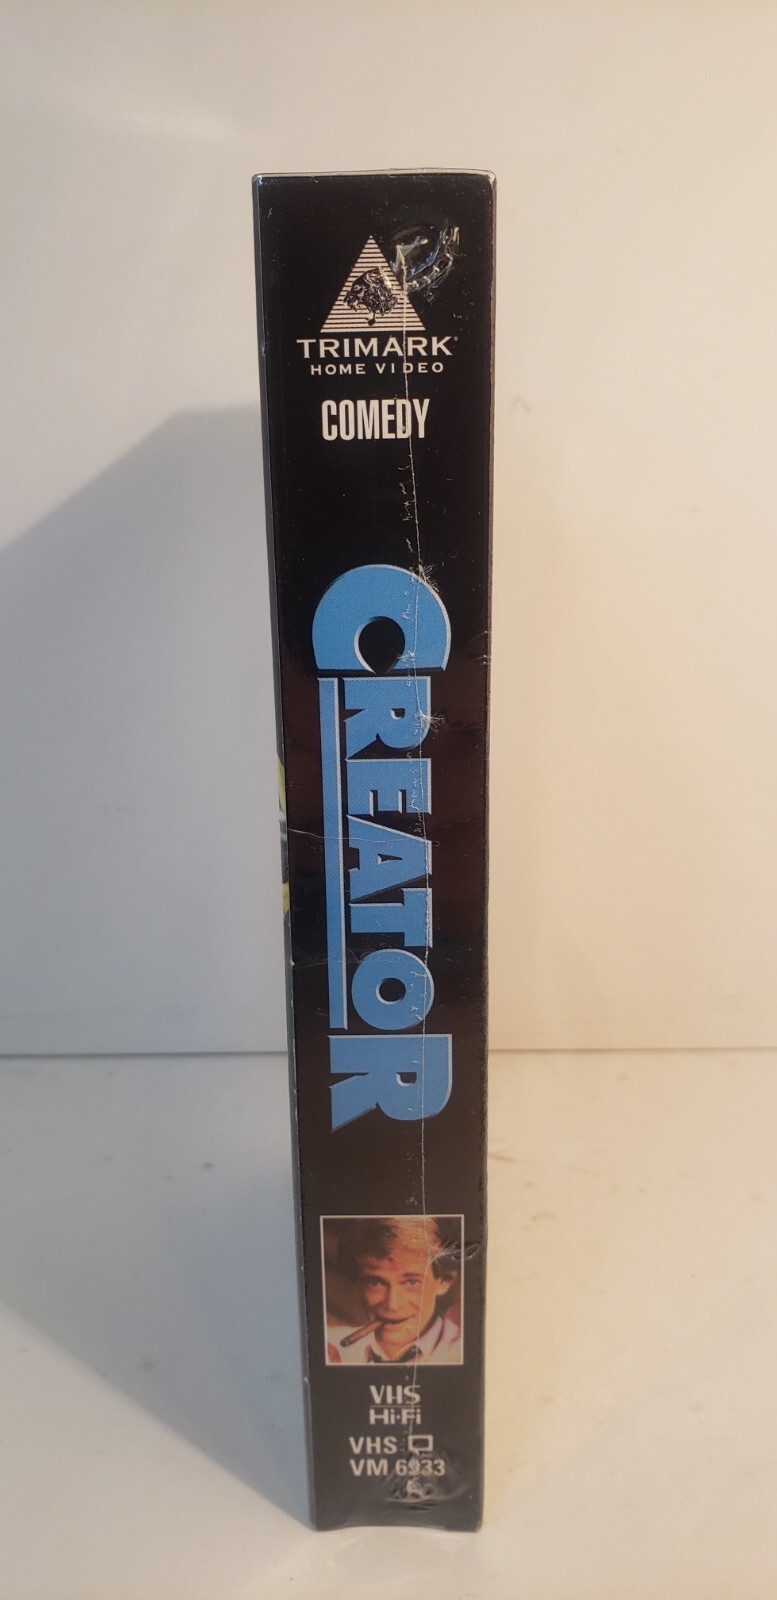 TRIMARK®
HOME VIDEO
COMEDY
CREATOR
VHS
Hi-Fi
VHS
VM 6933